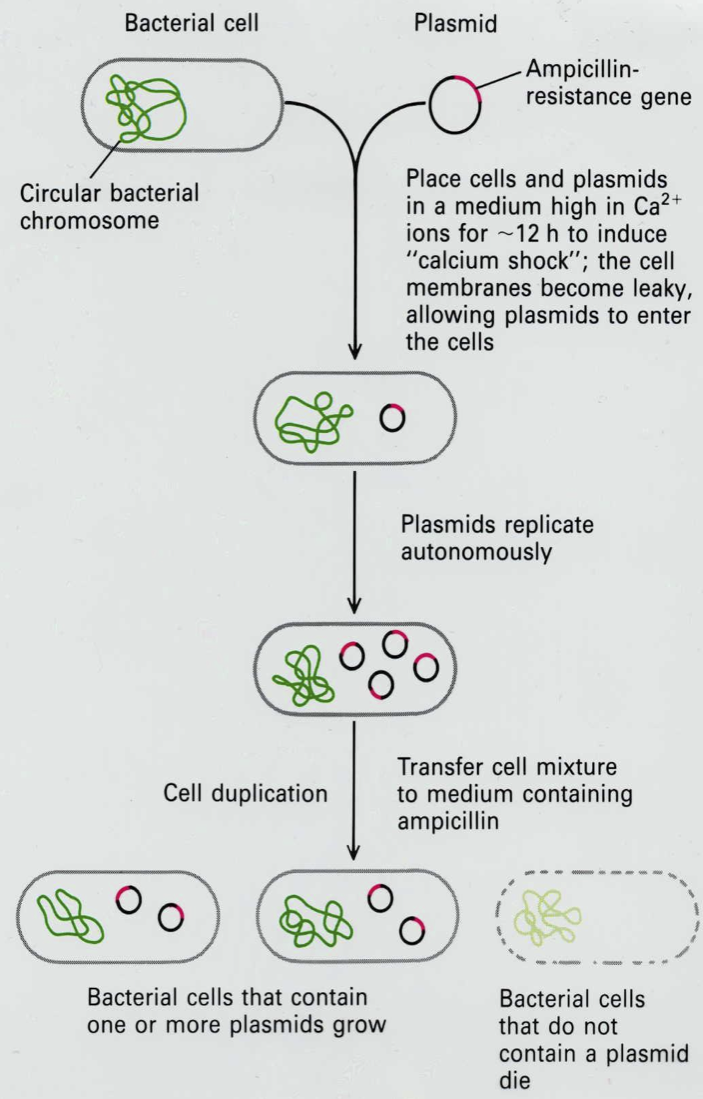 Bacterial cell
Plasmid
Ampicillin-
resistance gene
Circular bacterial
chromosome
Place cells and plasmids
in a medium high in Ca²⁺
ions for ~12 h to induce
“calcium shock”; the cell
membranes become leaky,
allowing plasmids to enter
the cells
Plasmids replicate
autonomously
Cell duplication
Transfer cell mixture
to medium containing
ampicillin
Bacterial cells that contain
one or more plasmids grow
Bacterial cells
that do not
contain a plasmid
die